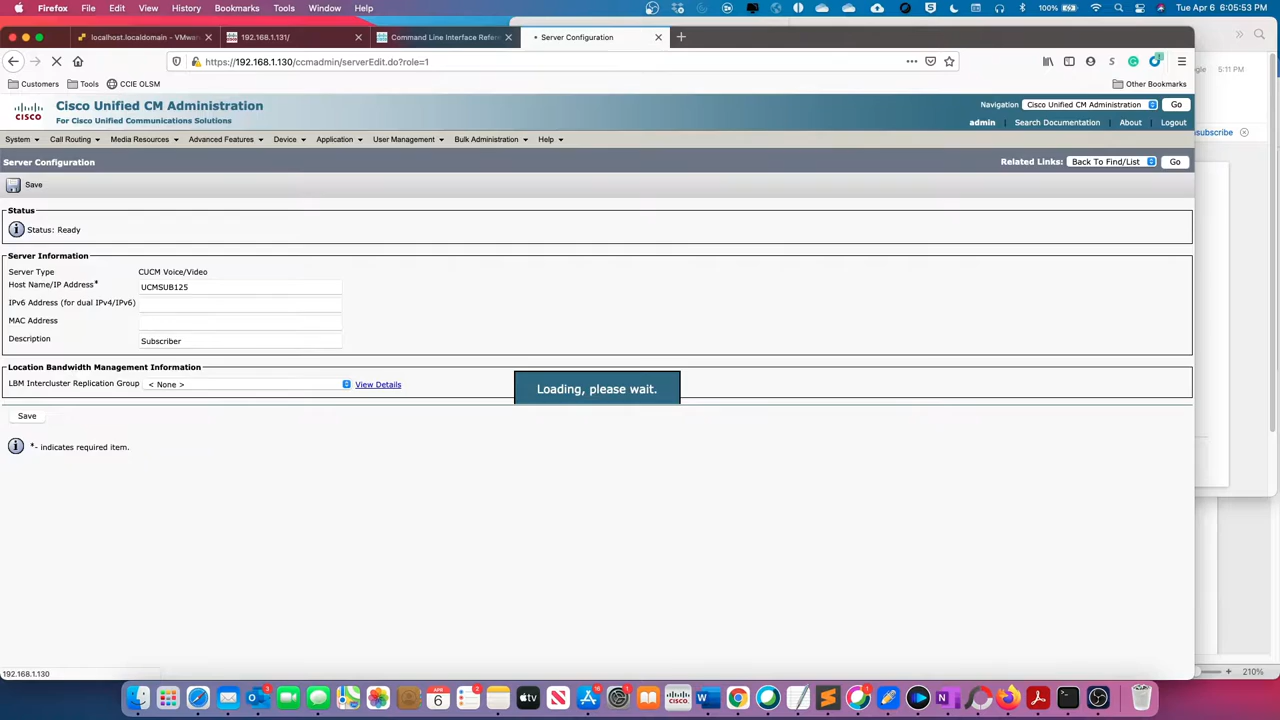 Firefox File Edit View History Bookmarks Tools Window Help 100% Tue Apr 6 6:05:53 PM
localhost.localdomain - VMwar 192.168.1.131/ Command Line Interface Refere Server Configuration
https://192.168.1.130/ccmadmin/serverEdit.do?role=1
5:11 PM
Customers Tools CCIE OLSM Other Bookmarks
Cisco Unified CM Administration
For Cisco Unified Communications Solutions
CISCO
Navigation Cisco Unified CM Administration Go
admin Search Documentation About Logout
System Call Routing Media Resources Advanced Features Device Application User Management Bulk Administration Help
Server Configuration
Related Links: Back To Find/List Go
Save
Status
Status: Ready
Server Information
Server Type CUCM Voice/Video
Host Name/IP Address* UCMSUB125
IPv6 Address (for dual IPv4/IPv6)
MAC Address
Description Subscriber
Location Bandwidth Management Information
LBM Intercluster Replication Group < None > View Details
Loading, please wait.
Save
*- indicates required item.
192.168.1.130
210%